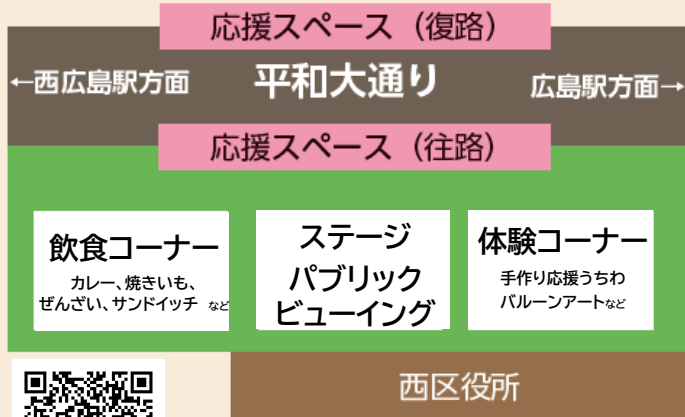 応援スペース（復路）
←西広島駅方面
平和大通り
広島駅方面→
応援スペース（往路）
飲食コーナー
カレー、焼きいも、
ぜんざい、サンドイッチ など
ステージ
パブリック
ビューイング
体験コーナー
手作り応援うちわ
バルーンアートなど
西区役所